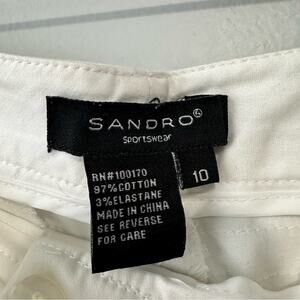 SANDRO®
Sportswear
10
RN#100170
97%COTTON
3%ELASTANE
MADE IN CHINA
SEE REVERSE
FOR CARE